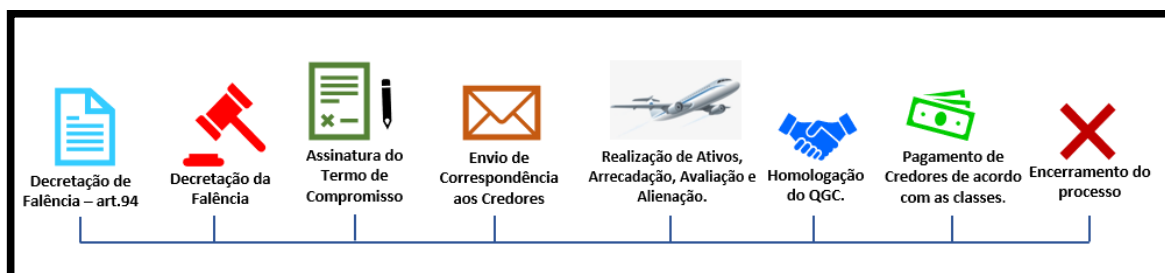 Decretação de
Falência – art.94
Decretação da
Falência
Assinatura do
Termo de
Compromisso
Envio de
Correspondência
aos Credores
Realização de Ativos,
Arrecadação, Avaliação e
Alienação.
Homologação
do QGC.
Pagamento de
Credores de acordo
com as classes.
Encerramento do
processo